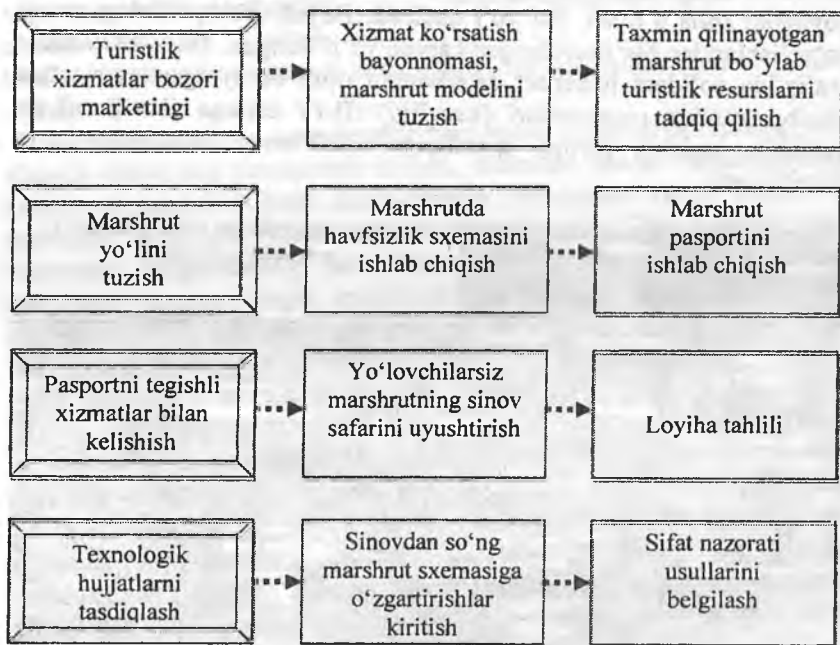 Turistlik
xizmatlar bozori
marketingi
Xizmat ko‘rsatish
bayonnomasi,
marshrut modelini
tuzish
Taxmin qilinayotgan
marshrut bo‘ylab
turistlik resurslarni
tadqiq qilish
Marshrut
yo‘lini
tuzish
Marshrutda
havfsizlik sxemasini
ishlab chiqish
Marshrut
pasportini
ishlab chiqish
Pasportni tegishli
xizmatlar bilan
kelishish
Yo‘lovchilarsiz
marshrutning sinov
safarini uyushtirish
Loyiha tahlili
Texnologik
hujjatlarni
tasdiqlash
Sinovdan so‘ng
marshrut sxemasiga
o‘zgartirishlar
kiritish
Sifat nazorati
usullarini
belgilash